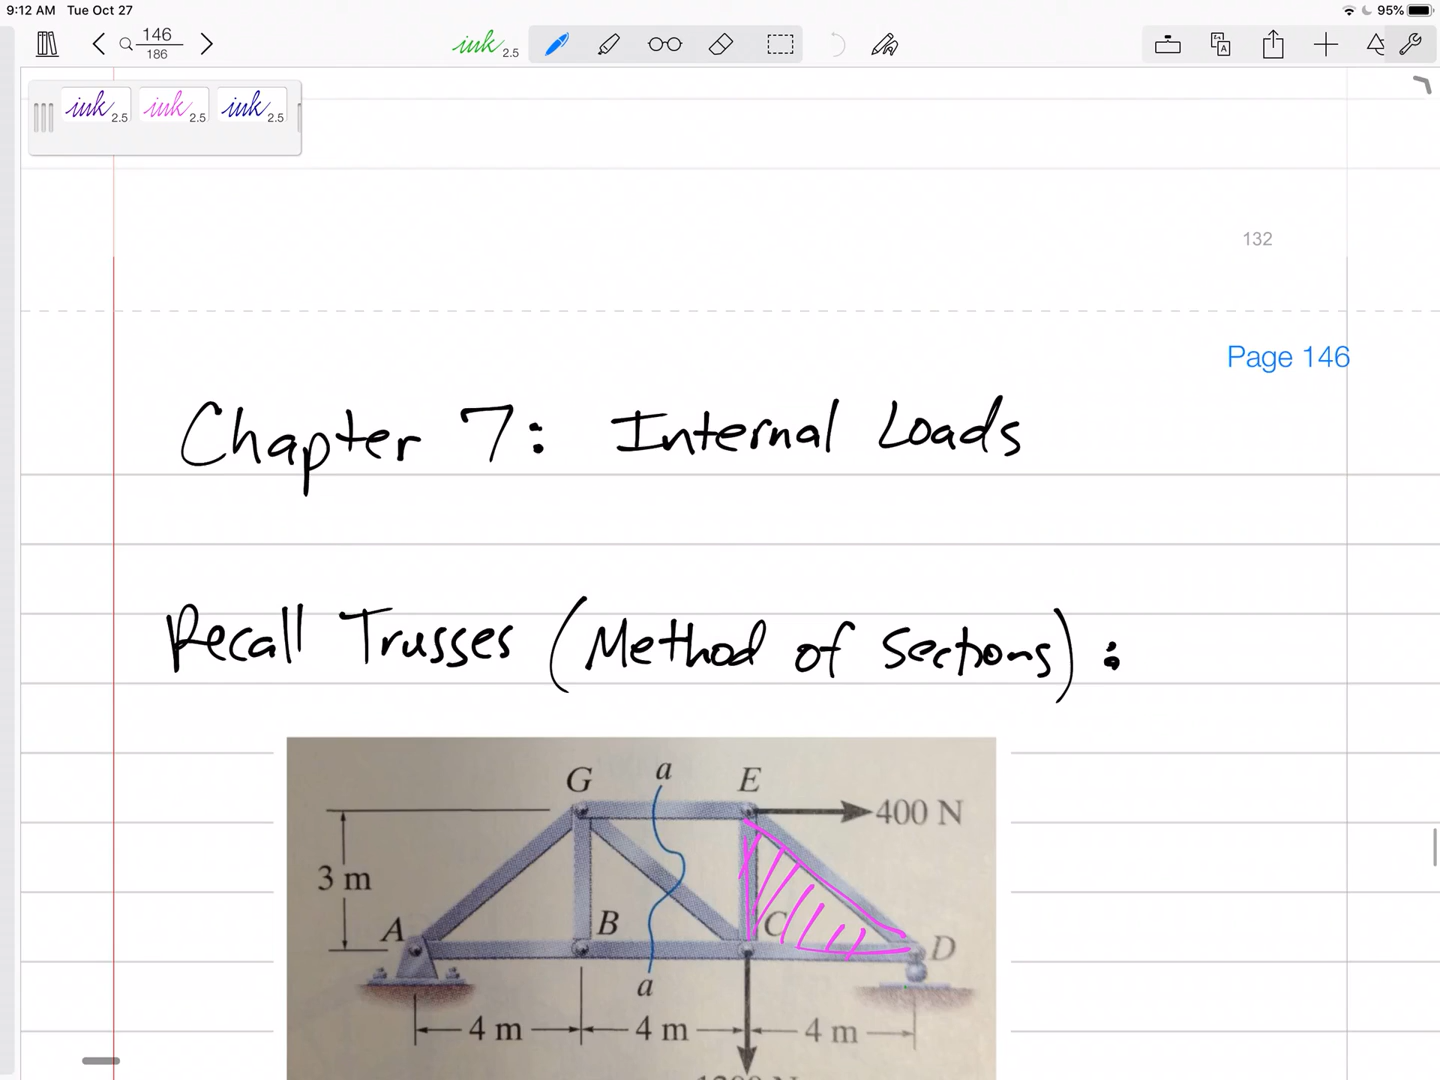 9:12 AM Tue Oct 27
95%
146
186
ink 2.5
ink 2.5
ink 2.5
ink 2.5
132
Page 146
Chapter 7: Internal Loads
Recall Trusses (Method of Sections):
G a E
400 N
3 m
A B C D
a
4 m 4 m 4 m